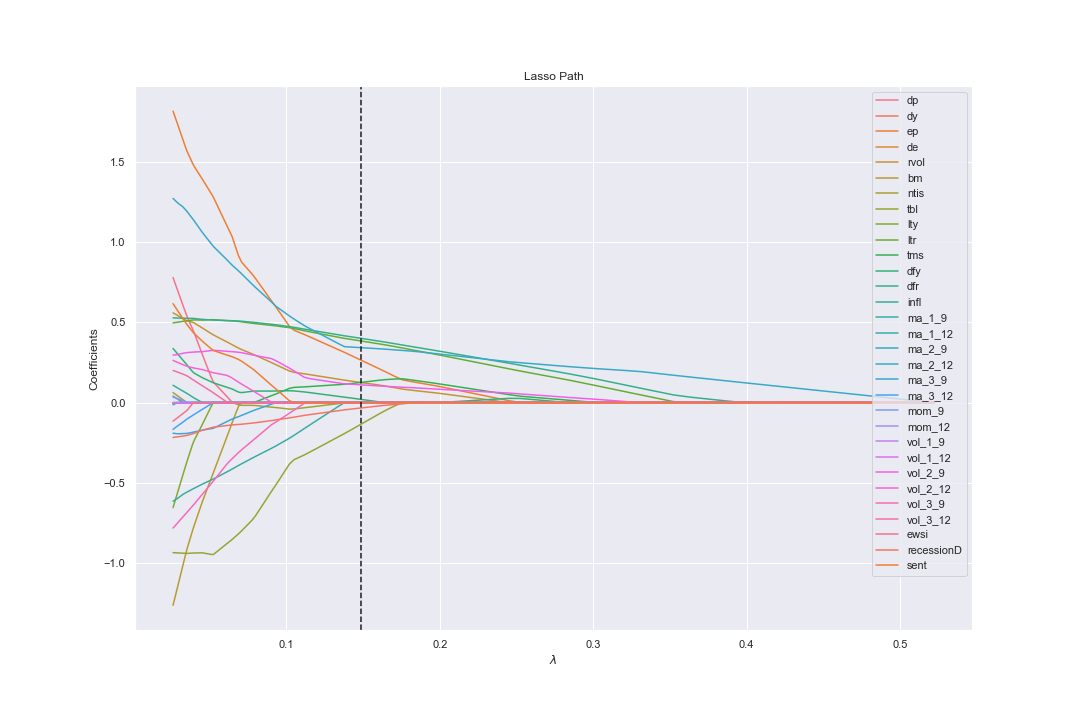 Lasso Path
Coefficients
1.5
1.0
0.5
0.0
−0.5
−1.0
0.1
0.2
0.3
0.4
0.5
λ
dp
dy
ep
de
rvol
bm
ntis
tbl
lty
ltr
tms
dfy
dfr
infl
ma_1_9
ma_1_12
ma_2_9
ma_2_12
ma_3_9
ma_3_12
mom_9
mom_12
vol_1_9
vol_1_12
vol_2_9
vol_2_12
vol_3_9
vol_3_12
ewsi
recessionD
sent